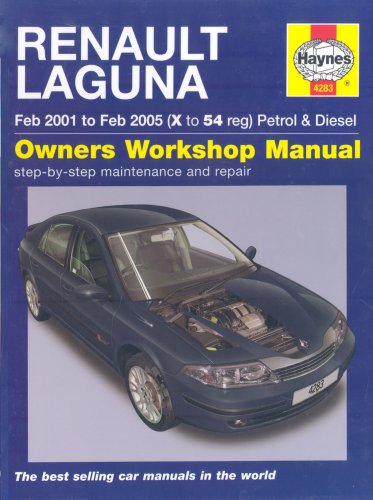 RENAULT
LAGUNA
Haynes
4283
®
Feb 2001 to Feb 2005 (X to 54 reg) Petrol & Diesel
Owners Workshop Manual
step-by-step maintenance and repair
4283
The best selling car manuals in the world